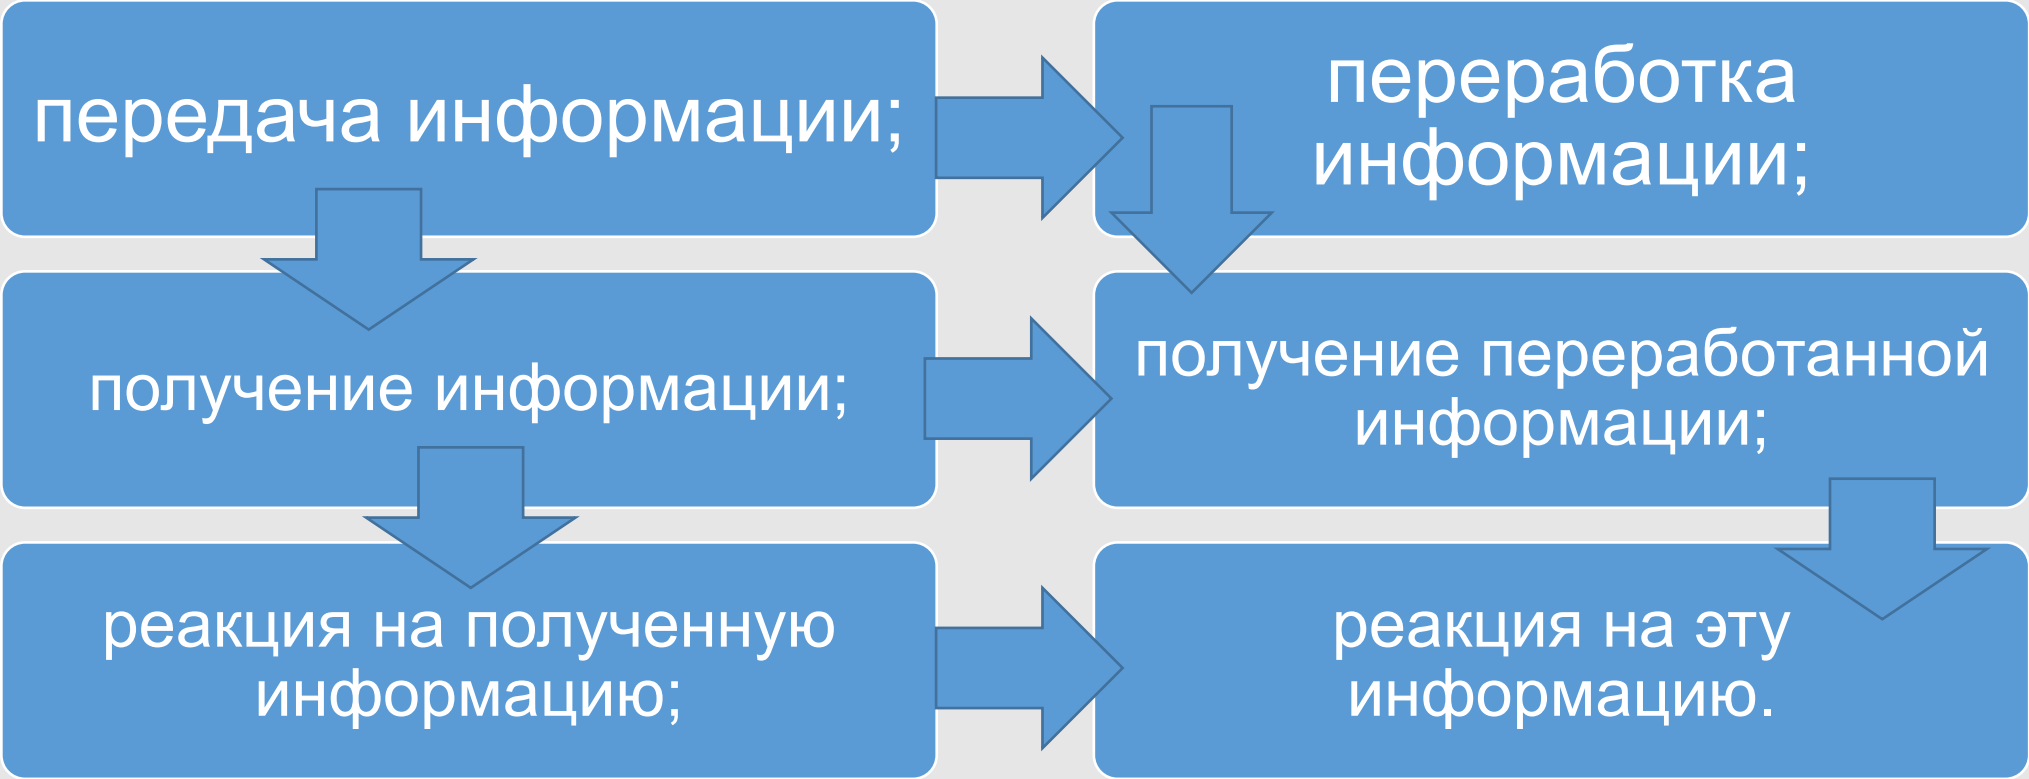 передача информации;
переработка
информации;
получение информации;
получение переработанной
информации;
реакция на полученную
информацию;
реакция на эту
информацию.